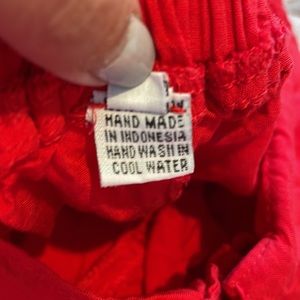 HAND MADE
IN INDONESIA
HAND WASH IN
COOL WATER